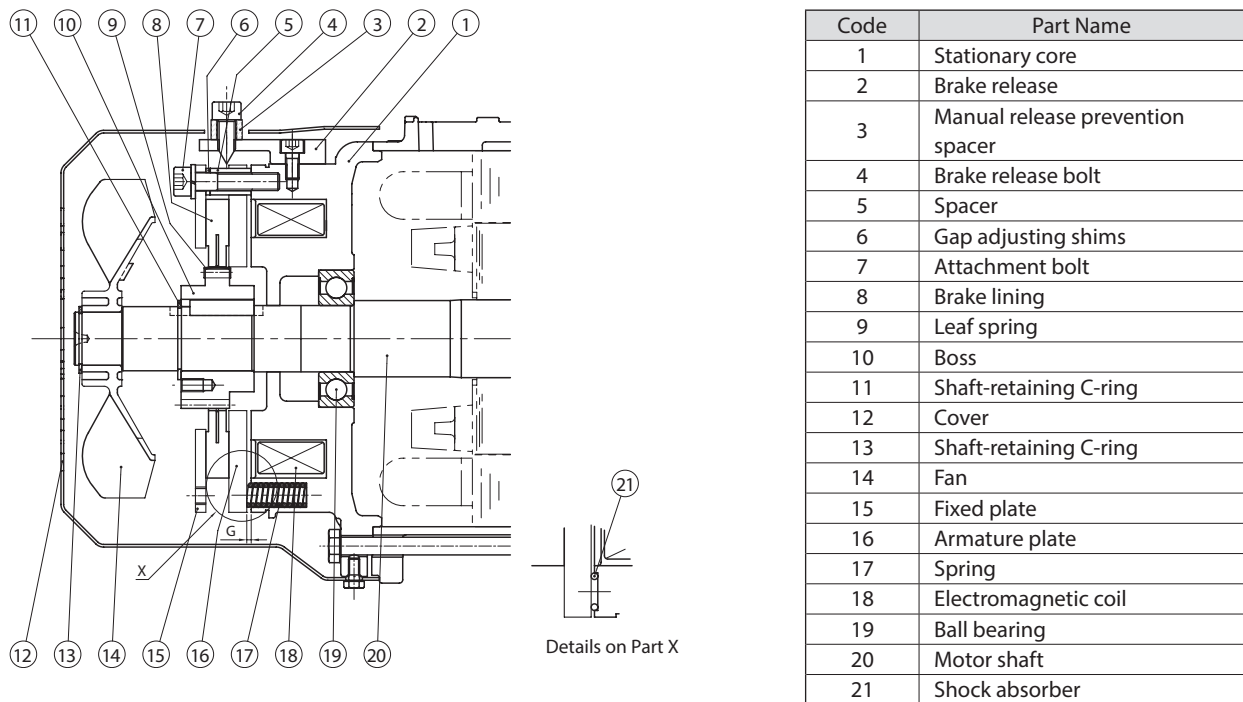 11 10 9 8 7 6 5 4 3 2 1
G
X
21
12 13 14 15 16 17 18 19 20
Details on Part X
Code Part Name
1 Stationary core
2 Brake release
3 Manual release prevention
spacer
4 Brake release bolt
5 Spacer
6 Gap adjusting shims
7 Attachment bolt
8 Brake lining
9 Leaf spring
10 Boss
11 Shaft-retaining C-ring
12 Cover
13 Shaft-retaining C-ring
14 Fan
15 Fixed plate
16 Armature plate
17 Spring
18 Electromagnetic coil
19 Ball bearing
20 Motor shaft
21 Shock absorber